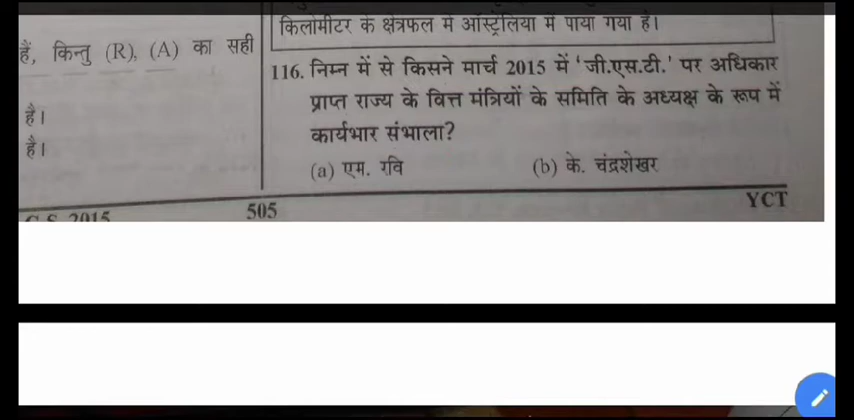 किलोमीटर के क्षेत्रफल में ऑस्ट्रेलिया में पाया गया है।
हैं, किन्तु (R), (A) का सही
है।
है।
116. निम्न में से किसने मार्च 2015 में 'जी.एस.टी.' पर अधिकार
प्राप्त राज्य के वित्त मंत्रियों के समिति के अध्यक्ष के रूप में
कार्यभार संभाला?
(a) एम. रवि (b) के. चंद्रशेखर
G.S. 2015 505 YCT